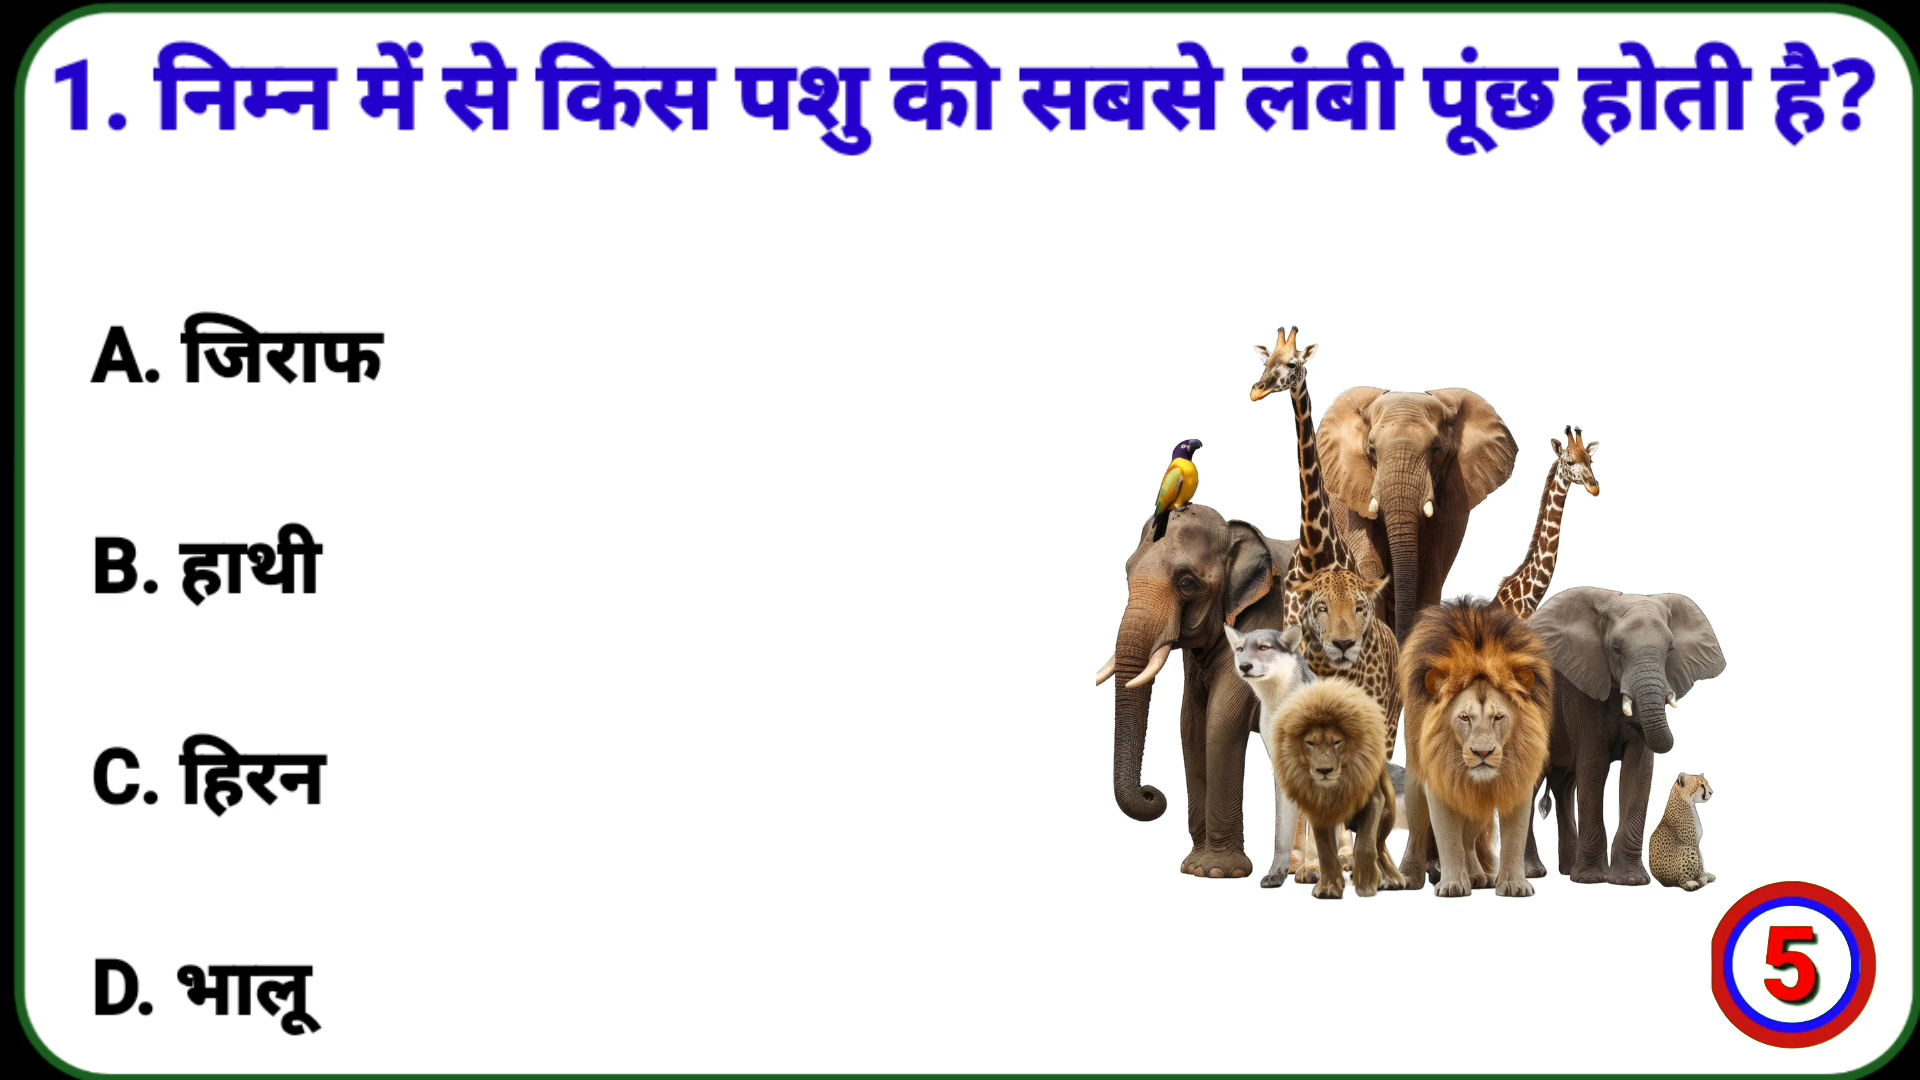 1. निम्न में से किस पशु की सबसे लंबी पूंछ होती है?
A. जिराफ
B. हाथी
C. हिरन
D. भालू
5